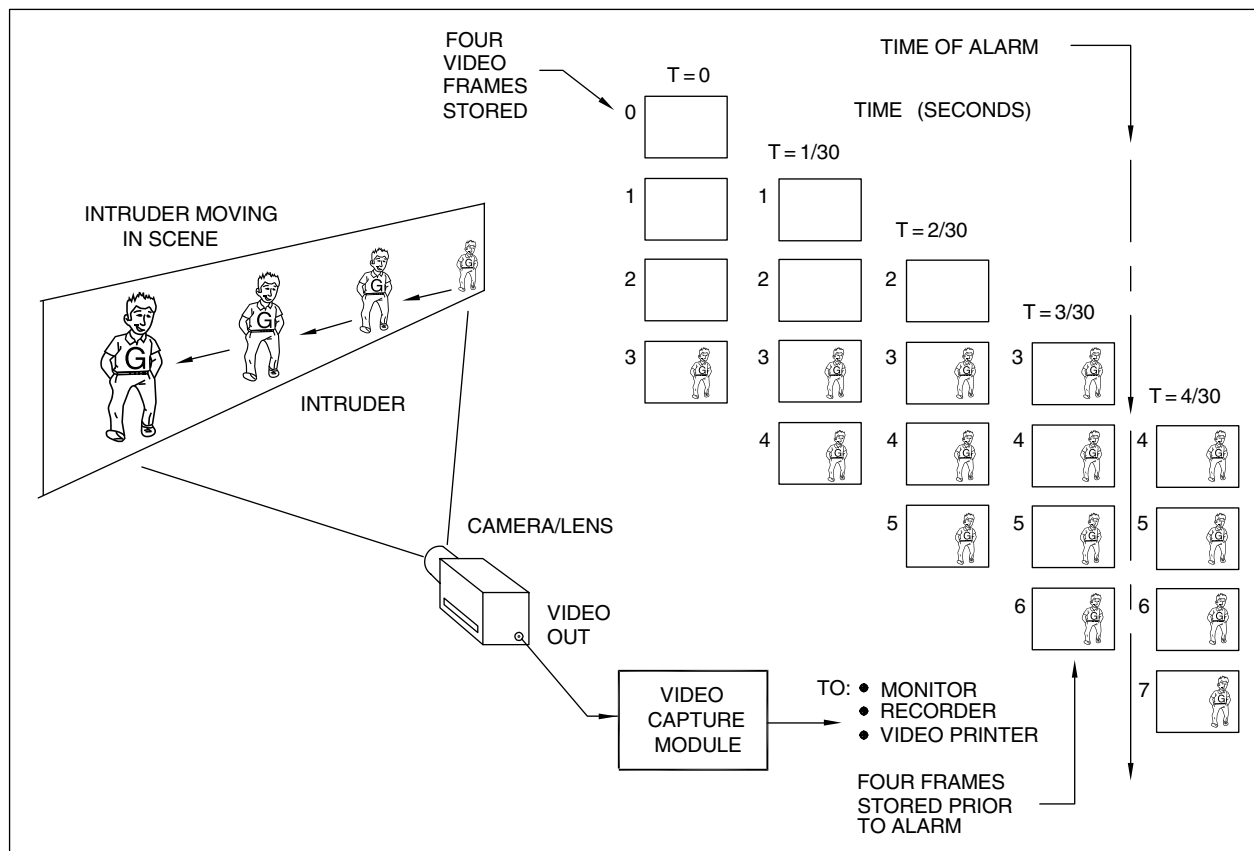 FOUR
VIDEO
FRAMES
STORED
T = 0
TIME OF ALARM
TIME (SECONDS)
0
T = 1/30
1
1
T = 2/30
2
2
2
T = 3/30
3
3
3
3
T = 4/30
4
4
4
4
5
5
5
6
6
7
INTRUDER MOVING
IN SCENE
G
G
G
G
INTRUDER
G
G
G
G
G
G
G
G
G
G
G
G
G
G
CAMERA/LENS
VIDEO
OUT
VIDEO
CAPTURE
MODULE
TO: • MONITOR
• RECORDER
• VIDEO PRINTER
FOUR FRAMES
STORED PRIOR
TO ALARM